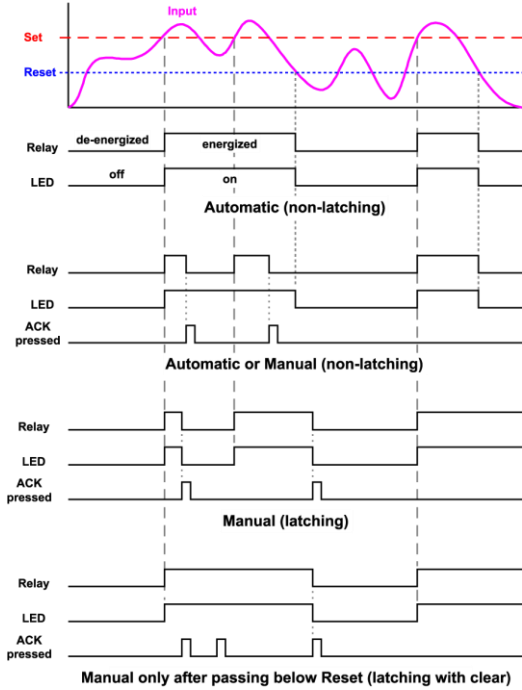 Input
Set
Reset
de-energized
energized
Relay
off
on
LED
Automatic (non-latching)
Relay
LED
ACK
pressed
Automatic or Manual (non-latching)
Relay
LED
ACK
pressed
Manual (latching)
Relay
LED
ACK
pressed
Manual only after passing below Reset (latching with clear)